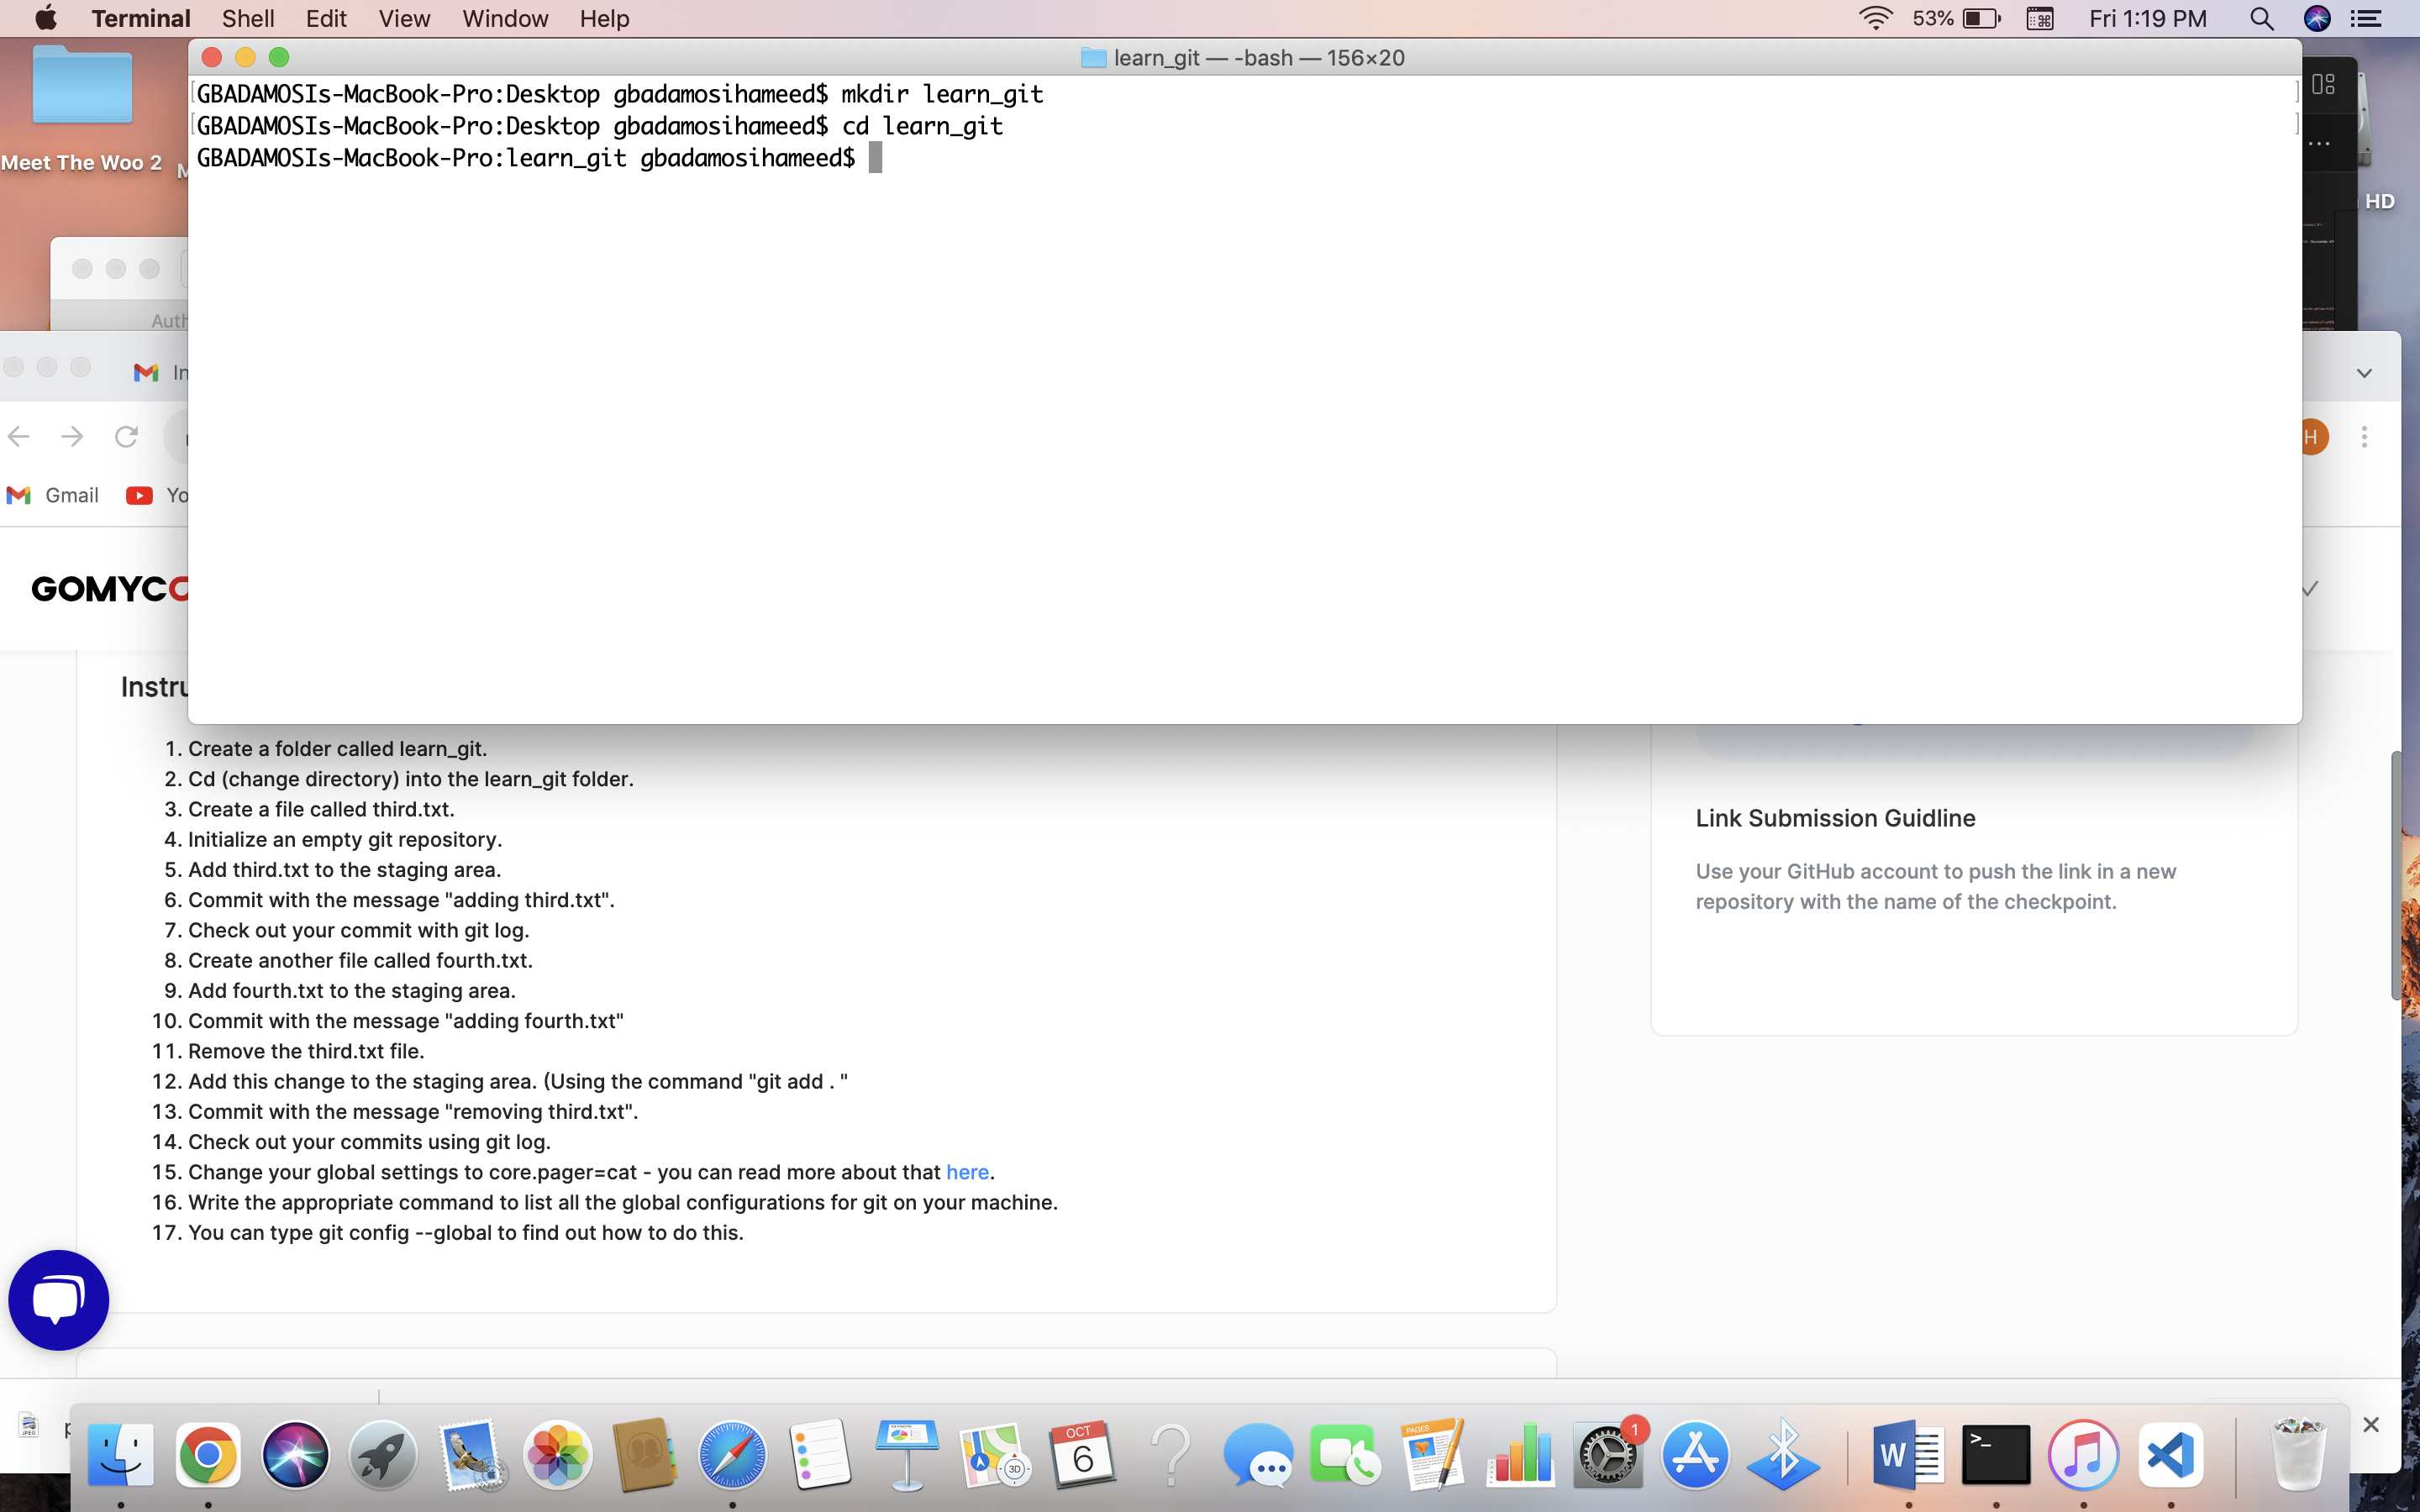 Terminal Shell Edit View Window Help 53% Fri 1:19 PM
learn_git — -bash — 156×20
GBADAMOSIs-MacBook-Pro:Desktop gbadamosihameed$ mkdir learn_git
GBADAMOSIs-MacBook-Pro:Desktop gbadamosihameed$ cd learn_git
GBADAMOSIs-MacBook-Pro:learn_git gbadamosihameed$
Meet The Woo 2
HD
H
Gmail
GOMYC
1. Create a folder called learn_git.
2. Cd (change directory) into the learn_git folder.
3. Create a file called third.txt.
4. Initialize an empty git repository.
5. Add third.txt to the staging area.
6. Commit with the message "adding third.txt".
7. Check out your commit with git log.
8. Create another file called fourth.txt.
9. Add fourth.txt to the staging area.
10. Commit with the message "adding fourth.txt"
11. Remove the third.txt file.
12. Add this change to the staging area. (Using the command "git add . "
13. Commit with the message "removing third.txt".
14. Check out your commits using git log.
15. Change your global settings to core.pager=cat - you can read more about that here.
16. Write the appropriate command to list all the global configurations for git on your machine.
17. You can type git config --global to find out how to do this.
Link Submission Guidline
Use your GitHub account to push the link in a new
repository with the name of the checkpoint.
JPEG
OCT
6
3D
PAGES
1
W
>_